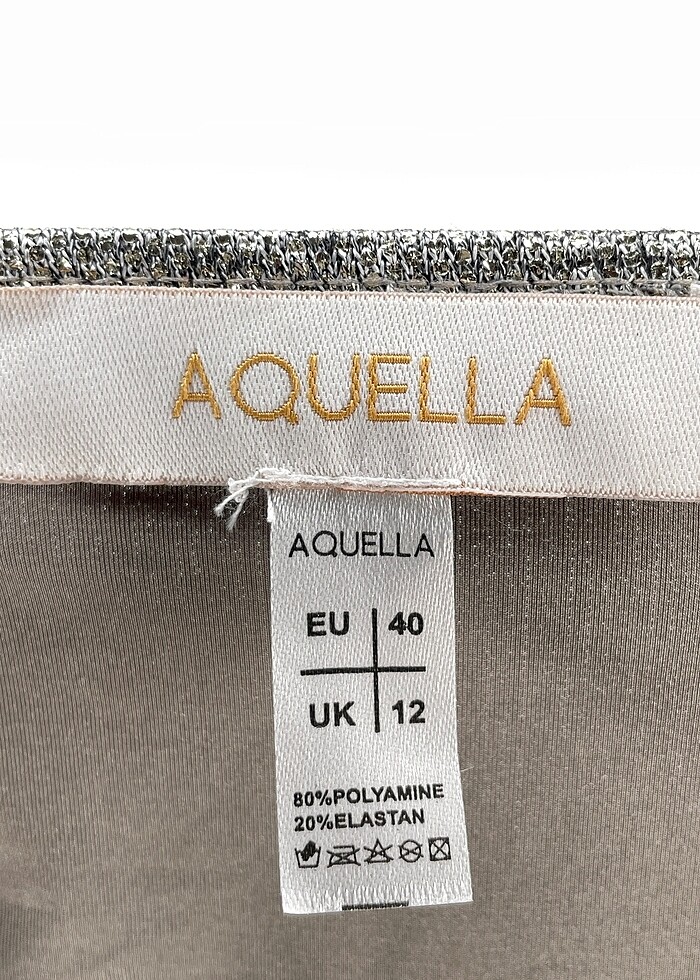 AQUELLA
AQUELLA
EU 40
UK 12
80%POLYAMINE
20%ELASTAN